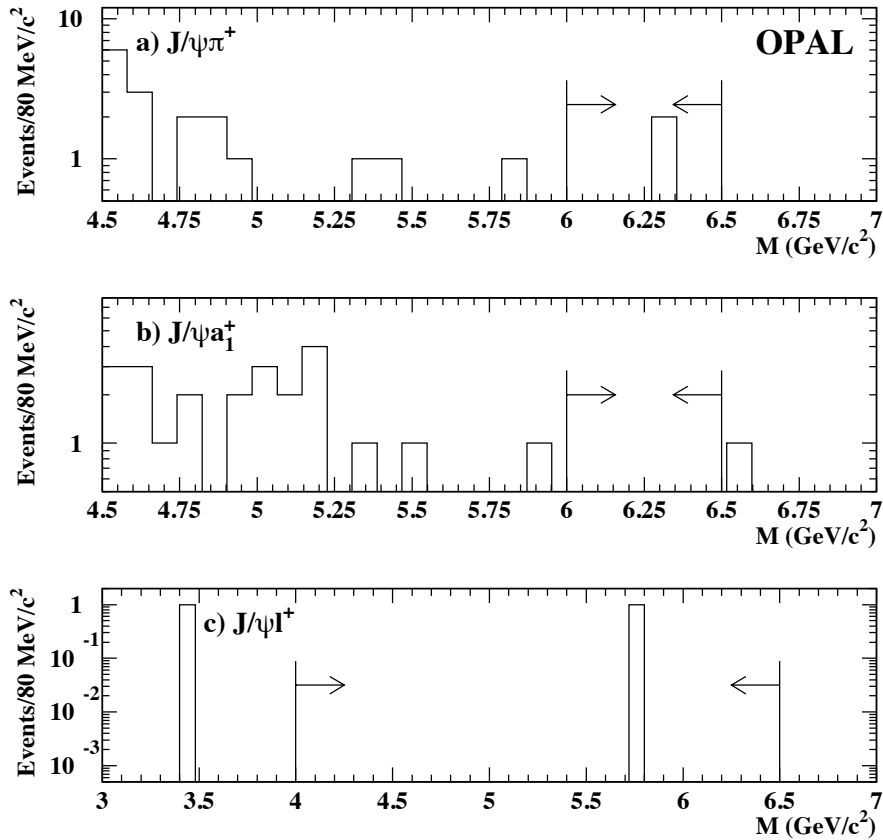 OPAL
a) J/ψπ⁺
Events/80 MeV/c²
10
1
4.5 4.75 5 5.25 5.5 5.75 6 6.25 6.5 6.75 7
M (GeV/c²)
b) J/ψa₁⁺
Events/80 MeV/c²
1
4.5 4.75 5 5.25 5.5 5.75 6 6.25 6.5 6.75 7
M (GeV/c²)
c) J/ψl⁺
Events/80 MeV/c²
1
10⁻¹
10⁻²
10⁻³
3 3.5 4 4.5 5 5.5 6 6.5 7
M (GeV/c²)